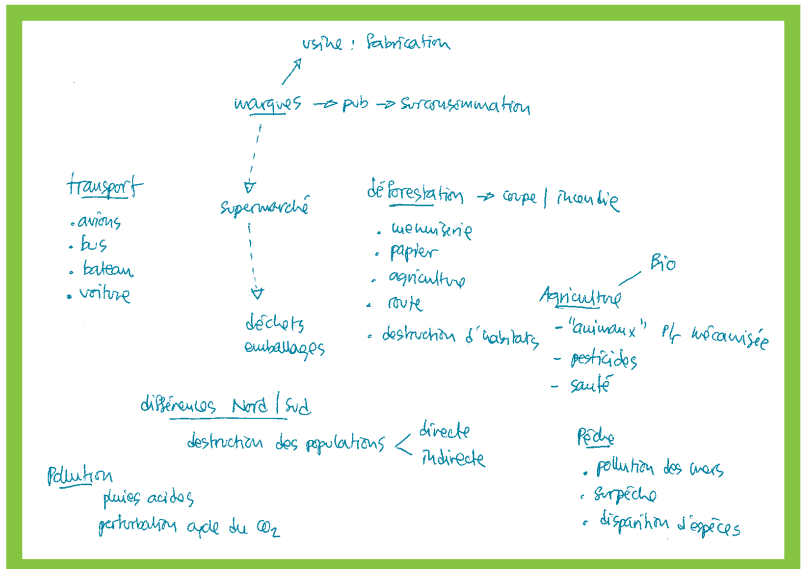 usine : fabrication
marques → pub → surconsommation
transport
• avions
• bus
• bateau
• voiture
supermarché
déchets
emballages
déforestation → coupe / incendie
• menuiserie
• papier
• agriculture
• route
• destruction d'habitats
Bio
Agriculture
- "animaux" Plr mécanisée
- pesticides
- santé
différences Nord / Sud
destruction des populations < directe
indirecte
Pollution
pluies acides
perturbation cycle du CO2
Pêche
• pollution des mers
• surpêche
• disparition d'espèces